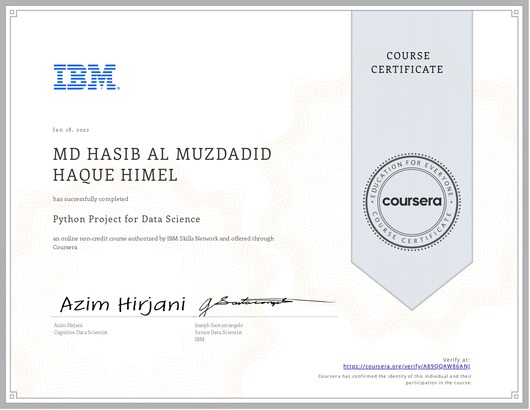 IBM
COURSE
CERTIFICATE
Jan 18, 2022
MD HASIB AL MUZDADID
HAQUE HIMEL
has successfully completed
Python Project for Data Science
an online non-credit course authorized by IBM Skills Network and offered through
Coursera
EDUCATION FOR EVERYONE
coursera
COURSE CERTIFICATE
Azim Hirjani
Azim Hirjani
Cognitive Data Scientist
Joseph Santarcangelo
Senior Data Scientist
IBM
Verify at:
https://coursera.org/verify/A89QQAW86ANJ
Coursera has confirmed the identity of this individual and their
participation in the course.